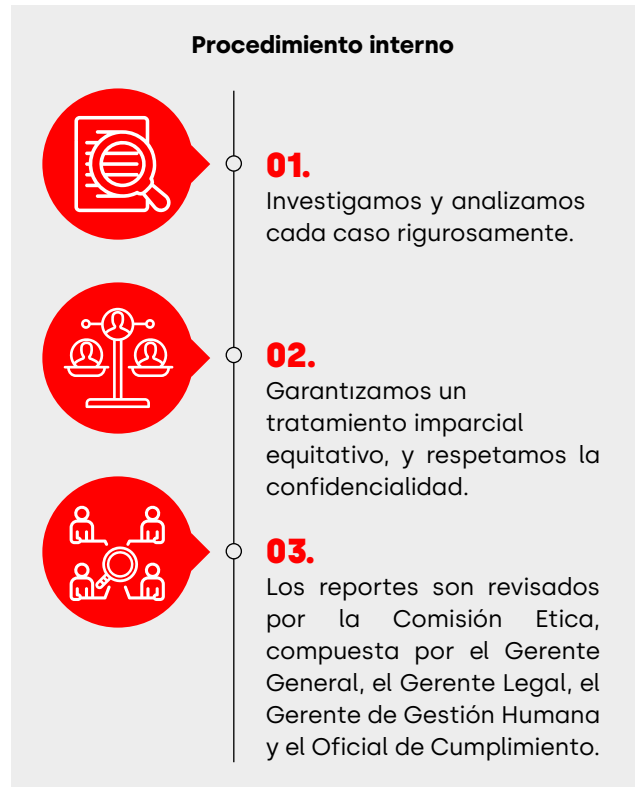 Procedimiento interno
01.
Investigamos y analizamos
cada caso rigurosamente.
02.
Garantızamos un
tratamiento imparcial
equitativo, y respetamos la
confidencialidad.
03.
Los reportes son revisados
por la Comisión Etica,
compuesta por el Gerente
General, el Gerente Legal, el
Gerente de Gestión Humana
y el Oficial de Cumplimiento.